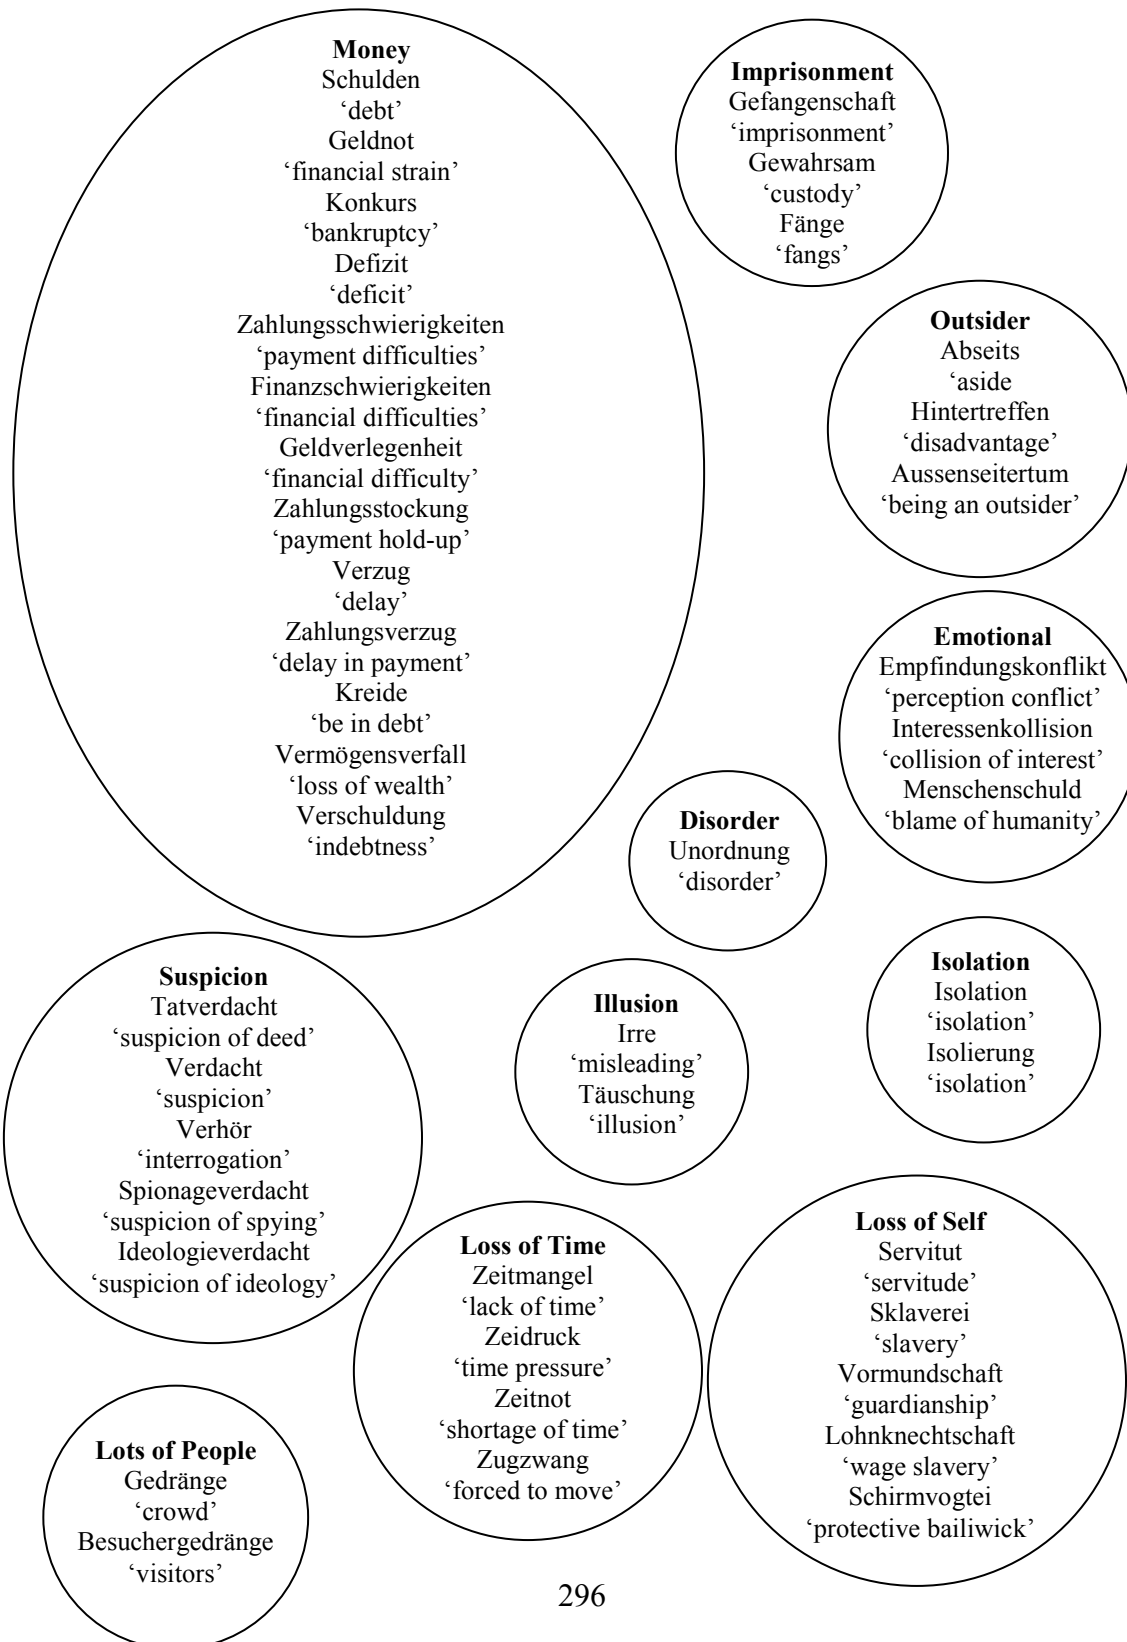 Money
Schulden
‘debt’
Geldnot
‘financial strain’
Konkurs
‘bankruptcy’
Defizit
‘deficit’
Zahlungsschwierigkeiten
‘payment difficulties’
Finanzschwierigkeiten
‘financial difficulties’
Geldverlegenheit
‘financial difficulty’
Zahlungsstockung
‘payment hold-up’
Verzug
‘delay’
Zahlungsverzug
‘delay in payment’
Kreide
‘be in debt’
Vermögensverfall
‘loss of wealth’
Verschuldung
‘indebtness’
Imprisonment
Gefangenschaft
‘imprisonment’
Gewahrsam
‘custody’
Fänge
‘fangs’
Outsider
Abseits
‘aside
Hintertreffen
‘disadvantage’
Aussenseitertum
‘being an outsider’
Emotional
Empfindungskonflikt
‘perception conflict’
Interessenkollision
‘collision of interest’
Menschenschuld
‘blame of humanity’
Disorder
Unordnung
‘disorder’
Suspicion
Tatverdacht
‘suspicion of deed’
Verdacht
‘suspicion’
Verhör
‘interrogation’
Spionageverdacht
‘suspicion of spying’
Ideologieverdacht
‘suspicion of ideology’
Illusion
Irre
‘misleading’
Täuschung
‘illusion’
Isolation
Isolation
‘isolation’
Isolierung
‘isolation’
Loss of Time
Zeitmangel
‘lack of time’
Zeidruck
‘time pressure’
Zeitnot
‘shortage of time’
Zugzwang
‘forced to move’
Loss of Self
Servitut
‘servitude’
Sklaverei
‘slavery’
Vormundschaft
‘guardianship’
Lohnknechtschaft
‘wage slavery’
Schirmvogtei
‘protective bailiwick’
Lots of People
Gedränge
‘crowd’
Besuchergedränge
‘visitors’
296